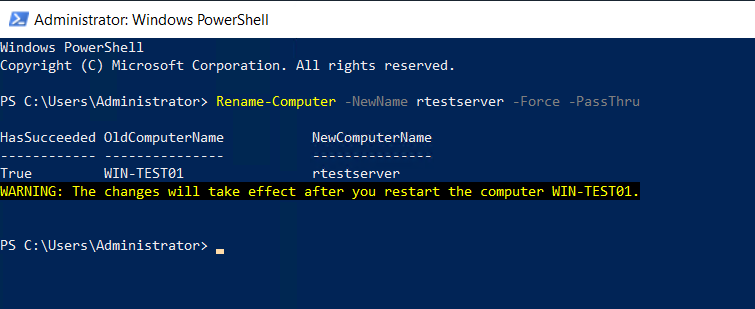 Administrator: Windows PowerShell
Windows PowerShell
Copyright (C) Microsoft Corporation. All rights reserved.
PS C:\Users\Administrator> Rename-Computer -NewName rtestserver -Force -PassThru
HasSucceeded OldComputerName           NewComputerName
------------ ---------------           ---------------
True         WIN-TEST01                rtestserver
WARNING: The changes will take effect after you restart the computer WIN-TEST01.
PS C:\Users\Administrator>